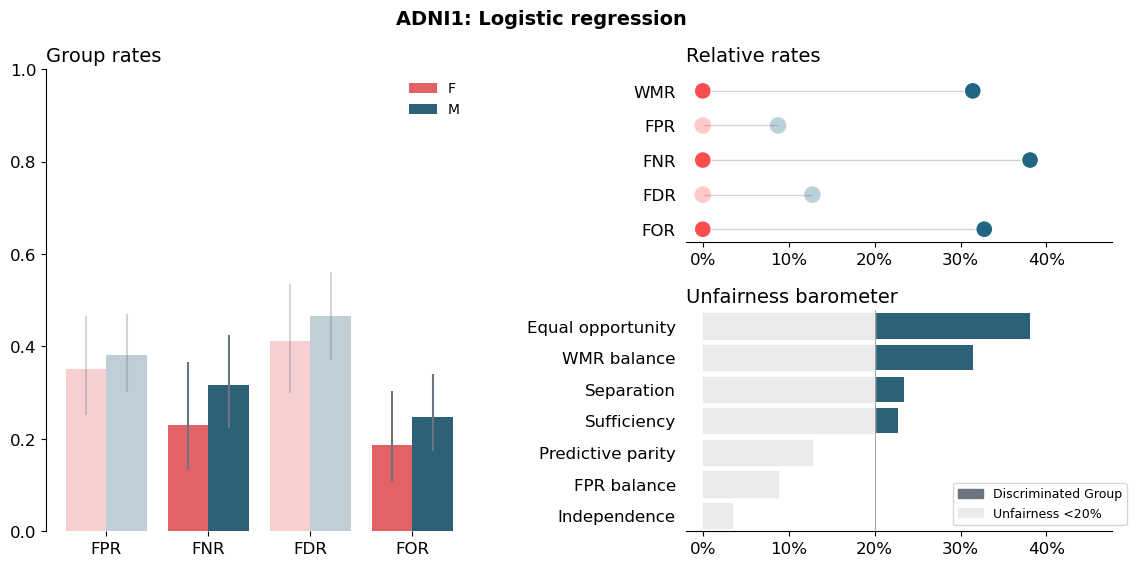 ADNI1: Logistic regression
Group rates
1.0
0.8
0.6
0.4
0.2
0.0
F
M
FPR
FNR
FDR
FOR
Relative rates
WMR
FPR
FNR
FDR
FOR
0%
10%
20%
30%
40%
Unfairness barometer
Equal opportunity
WMR balance
Separation
Sufficiency
Predictive parity
FPR balance
Independence
Discriminated Group
Unfairness <20%
0%
10%
20%
30%
40%